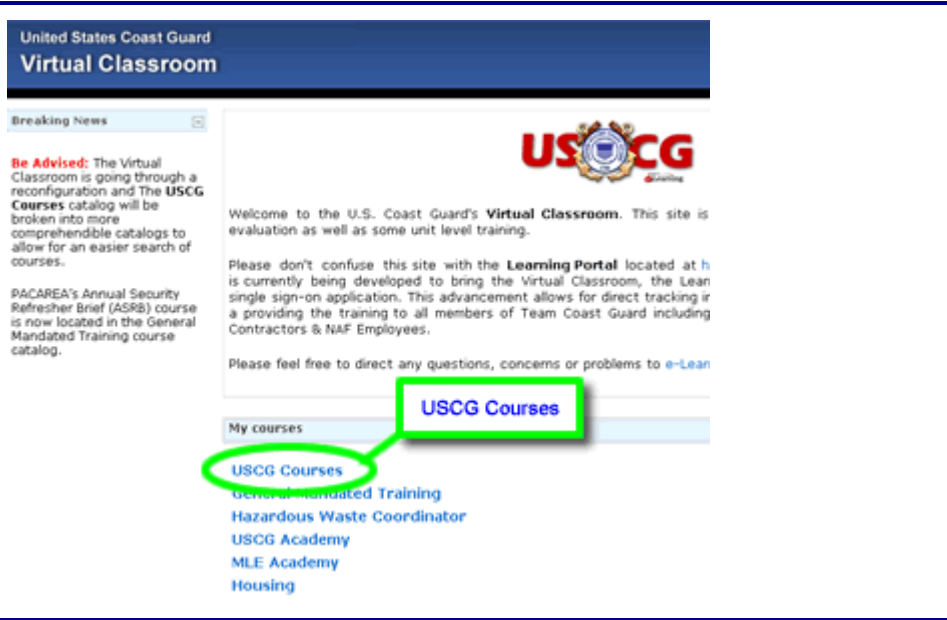 United States Coast Guard
Virtual Classroom
Breaking News
Be Advised: The Virtual
Classroom is going through a
reconfiguration and The USCG
Courses catalog will be
broken into more
comprehendible catalogs to
allow for an easier search of
courses.
PACAREA's Annual Security
Refresher Brief (ASRB) course
is now located in the General
Mandated Training course
catalog.
USCG
eLearning
Welcome to the U.S. Coast Guard's Virtual Classroom. This site is
evaluation as well as some unit level training.
Please don't confuse this site with the Learning Portal located at h
is currently being developed to bring the Virtual Classroom, the Lear
single sign-on application. This advancement allows for direct tracking ir
a providing the training to all members of Team Coast Guard including
Contractors & NAF Employees.
Please feel free to direct any questions, concerns or problems to e-Lear
USCG Courses
My courses
USCG Courses
General Mandated Training
Hazardous Waste Coordinator
USCG Academy
MLE Academy
Housing